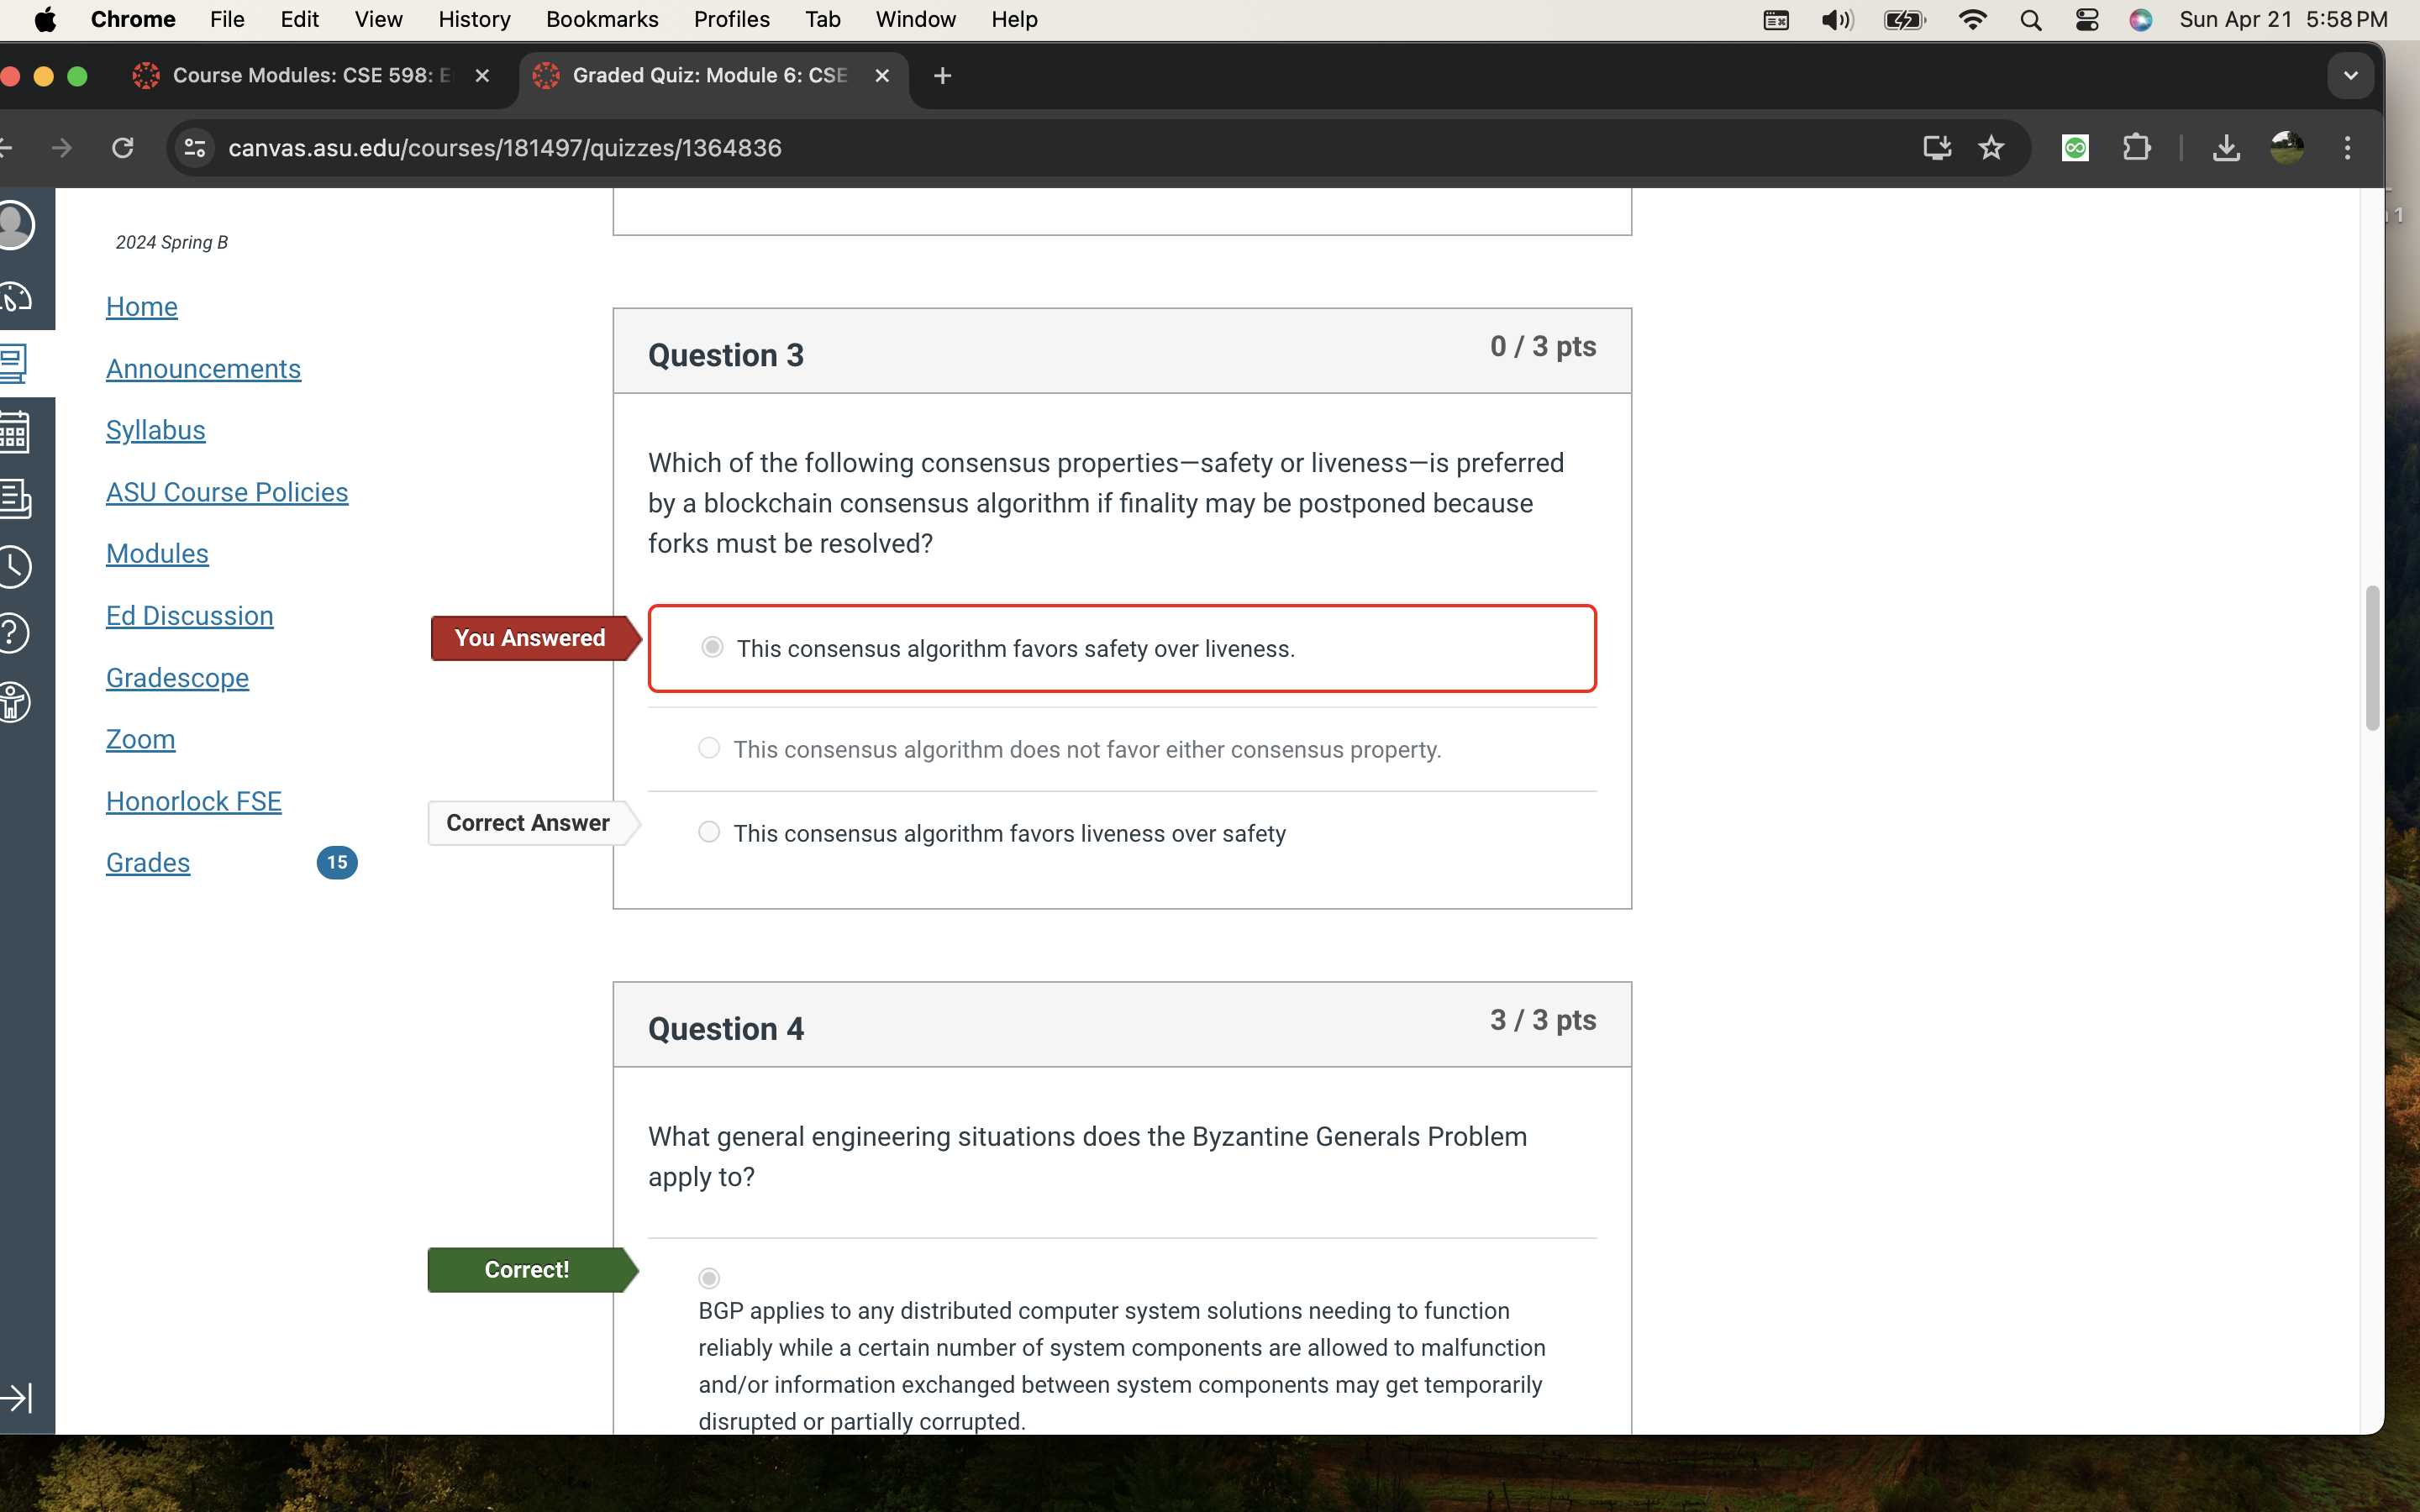 Chrome File Edit View History Bookmarks Profiles Tab Window Help Sun Apr 21 5:58 PM
Course Modules: CSE 598: E Graded Quiz: Module 6: CSE
canvas.asu.edu/courses/181497/quizzes/1364836
2024 Spring B
Home
Announcements
Syllabus
ASU Course Policies
Modules
Ed Discussion
Gradescope
Zoom
Honorlock FSE
Grades 15
Question 3 0 / 3 pts
Which of the following consensus properties—safety or liveness—is preferred
by a blockchain consensus algorithm if finality may be postponed because
forks must be resolved?
You Answered This consensus algorithm favors safety over liveness.
This consensus algorithm does not favor either consensus property.
Correct Answer This consensus algorithm favors liveness over safety
Question 4 3 / 3 pts
What general engineering situations does the Byzantine Generals Problem
apply to?
Correct!
BGP applies to any distributed computer system solutions needing to function
reliably while a certain number of system components are allowed to malfunction
and/or information exchanged between system components may get temporarily
disrupted or partially corrupted.